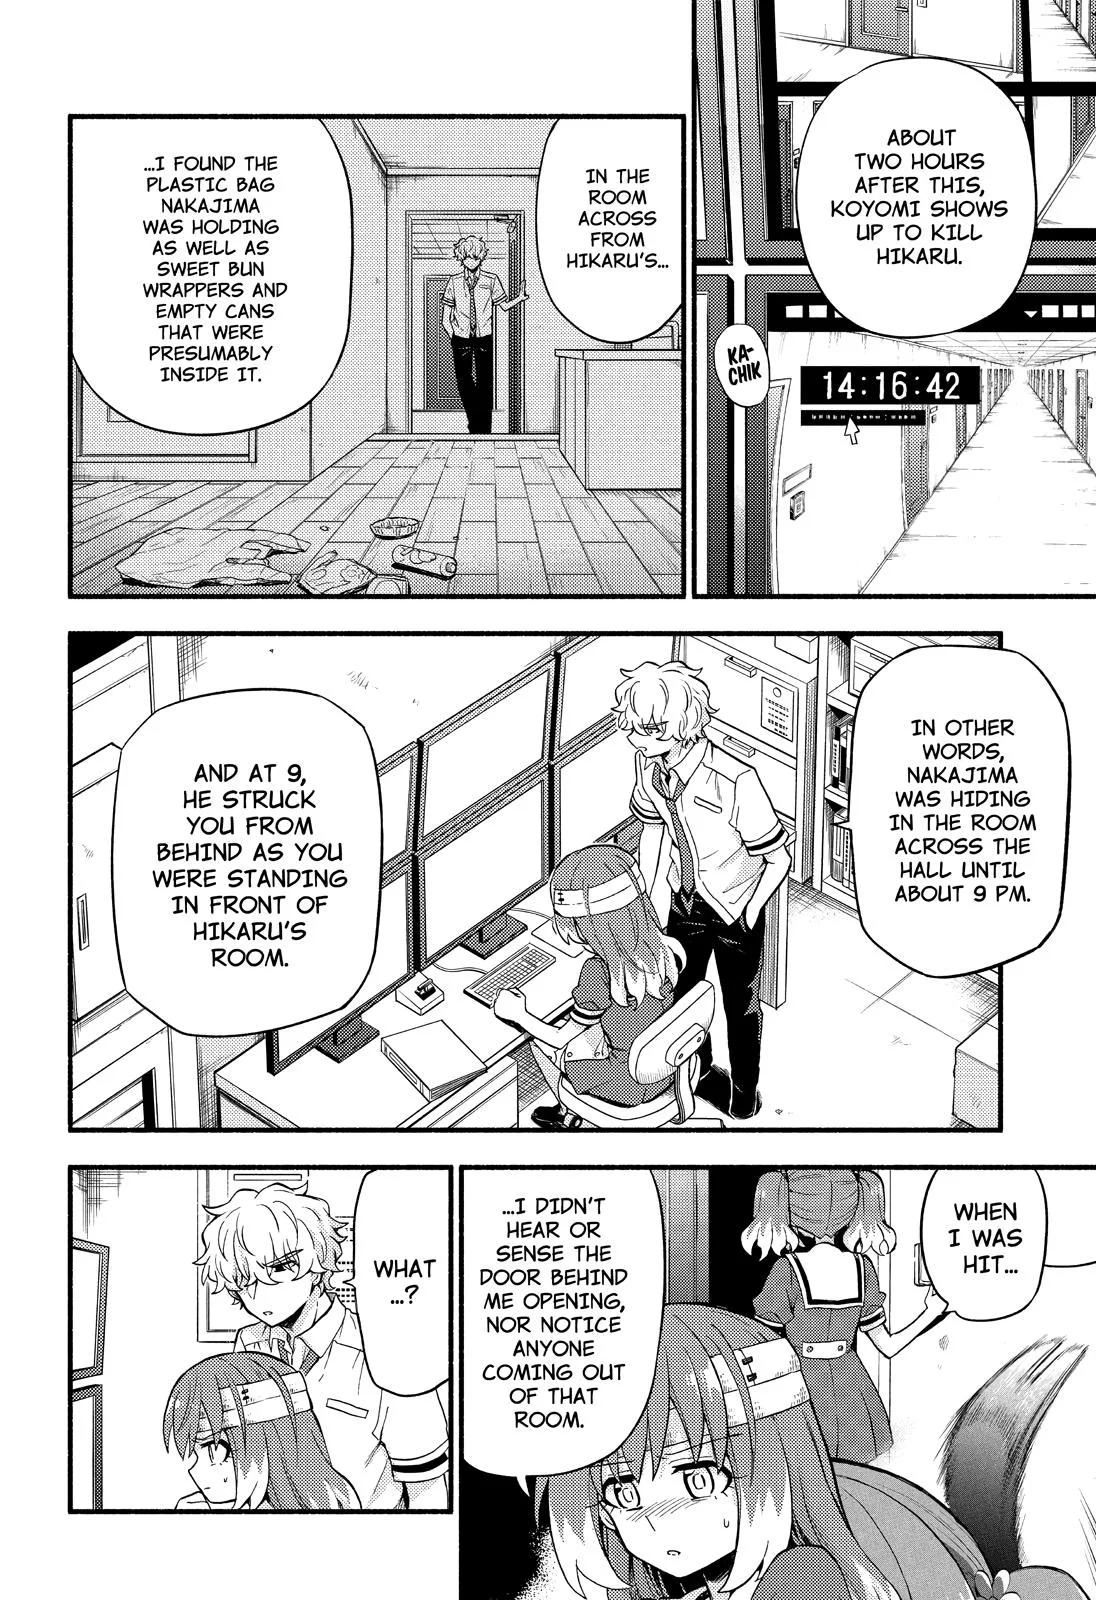 ABOUT
TWO HOURS
AFTER THIS,
KOYOMI SHOWS
UP TO KILL
HIKARU.
KA-
CHIK
14:16:42
IN THE
ROOM
ACROSS
FROM
HIKARU'S...
...I FOUND THE
PLASTIC BAG
NAKAJIMA
WAS HOLDING
AS WELL AS
SWEET BUN
WRAPPERS AND
EMPTY CANS
THAT WERE
PRESUMABLY
INSIDE IT.
IN OTHER
WORDS,
NAKAJIMA
WAS HIDING
IN THE ROOM
ACROSS THE
HALL UNTIL
ABOUT 9 PM.
AND AT 9,
HE STRUCK
YOU FROM
BEHIND AS YOU
WERE STANDING
IN FRONT OF
HIKARU'S
ROOM.
WHEN
I WAS
HIT...
...I DIDN'T
HEAR OR
SENSE THE
DOOR BEHIND
ME OPENING,
NOR NOTICE
ANYONE
COMING OUT
OF THAT
ROOM.
WHAT
...?